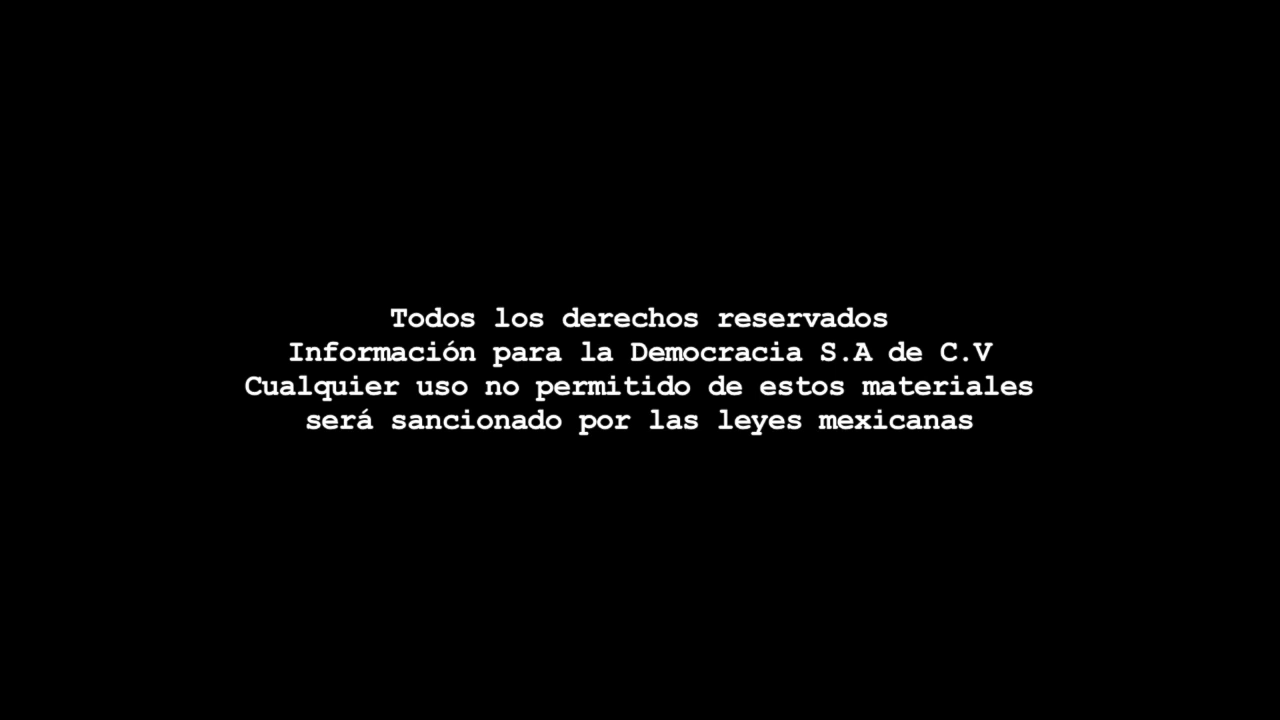 Todos los derechos reservados
Información para la Democracia S.A de C.V
Cualquier uso no permitido de estos materiales
será sancionado por las leyes mexicanas